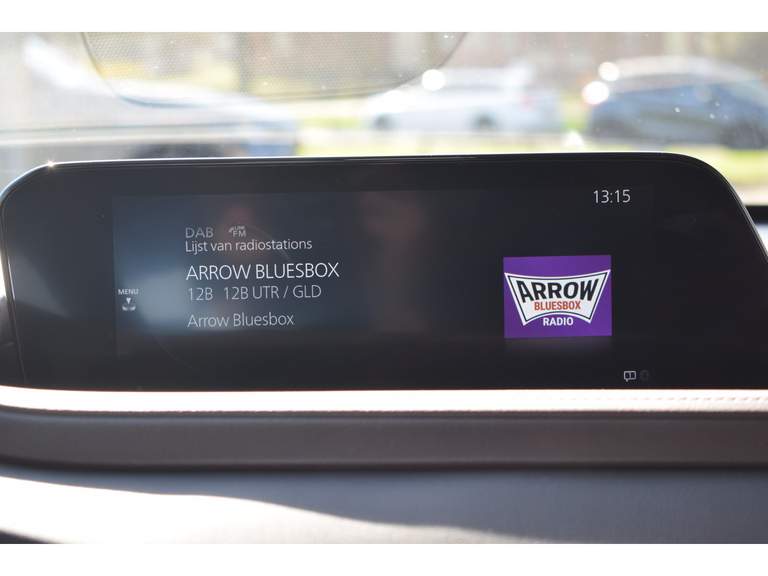 13:15
DAB LINK FM
Lijst van radiostations
ARROW BLUESBOX
12B 12B UTR / GLD
Arrow Bluesbox
MENU
ARROW
BLUESBOX
RADIO